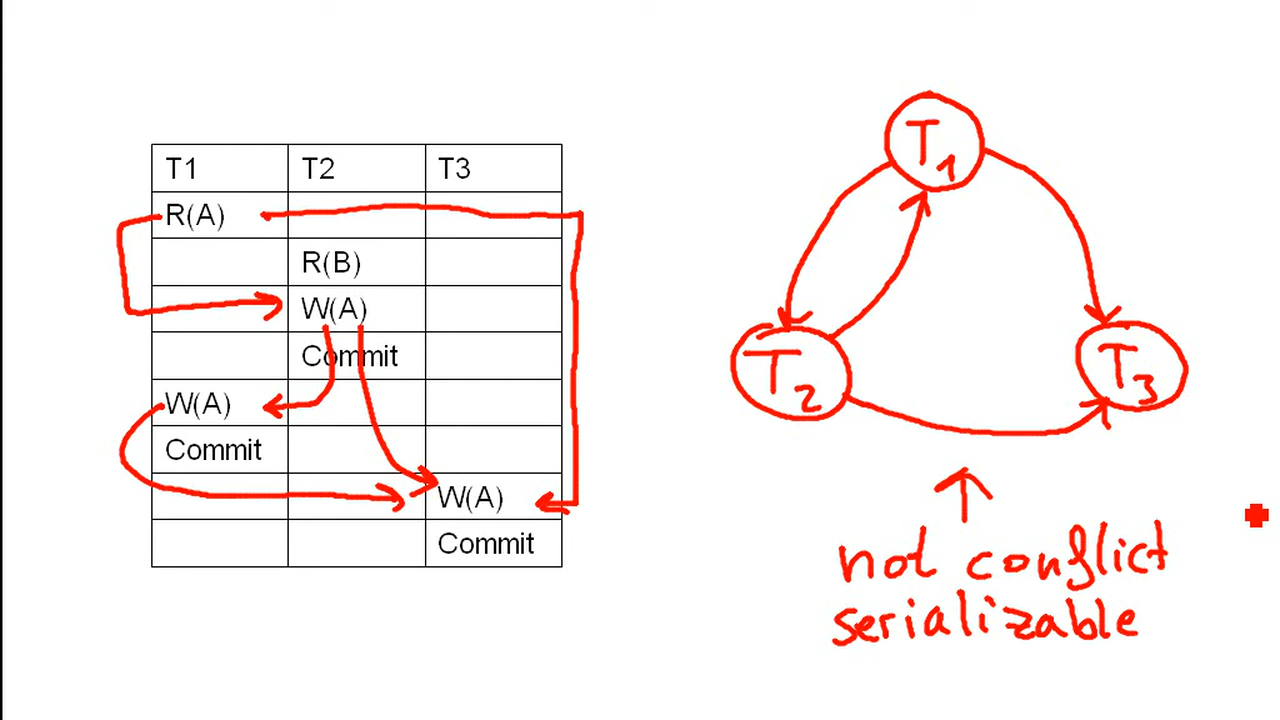 T1 T2 T3
R(A)
R(B)
W(A)
Commit
W(A)
Commit
W(A)
Commit
T1
T2
T3
not conflict
serializable